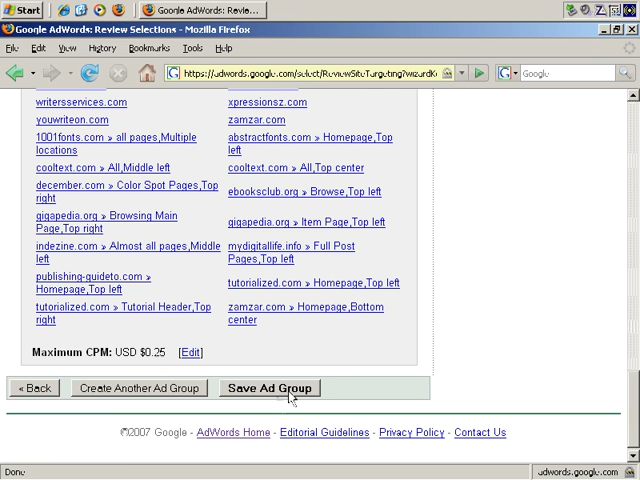 Start
Google AdWords: Revie...
Google AdWords: Review Selections - Mozilla Firefox
File Edit View History Bookmarks Tools Help
https://adwords.google.com/select/ReviewSiteTargeting?wizardK
Google
writersservices.com xpressionsz.com
youwriteon.com zamzar.com
1001fonts.com » all pages,Multiple locations abstractfonts.com » Homepage,Top left
cooltext.com » All,Middle left cooltext.com » All,Top center
december.com » Color Spot Pages,Top right ebooksclub.org » Browse,Top left
gigapedia.org » Browsing Main Page,Top right gigapedia.org » Item Page,Top left
indezine.com » Almost all pages,Middle left mydigitallife.info » Full Post Pages,Top left
publishing-guideto.com » Homepage,Top left tutorialized.com » Homepage,Top left
tutorialized.com » Tutorial Header,Top right zamzar.com » Homepage,Bottom center
Maximum CPM: USD $0.25 [Edit]
« Back Create Another Ad Group Save Ad Group
©2007 Google - AdWords Home - Editorial Guidelines - Privacy Policy - Contact Us
Done adwords.google.com